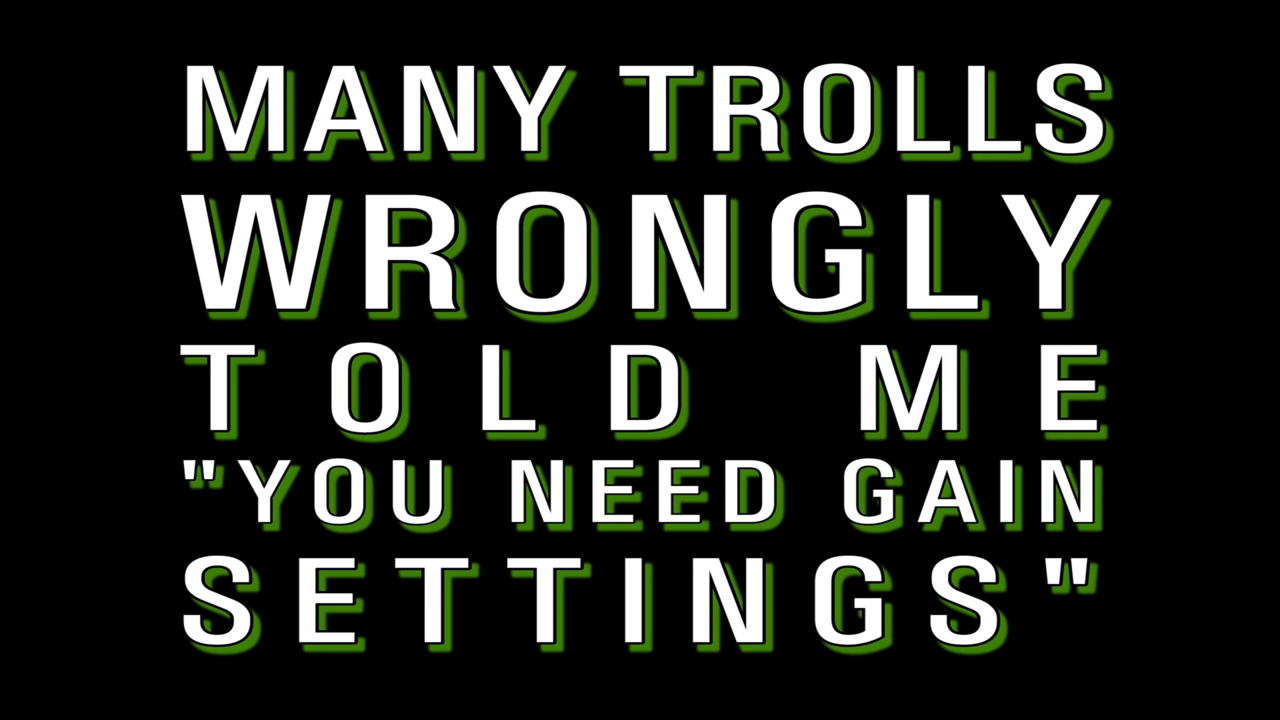 MANY TROLLS
WRONGLY
TOLD ME
"YOU NEED GAIN
SETTINGS"